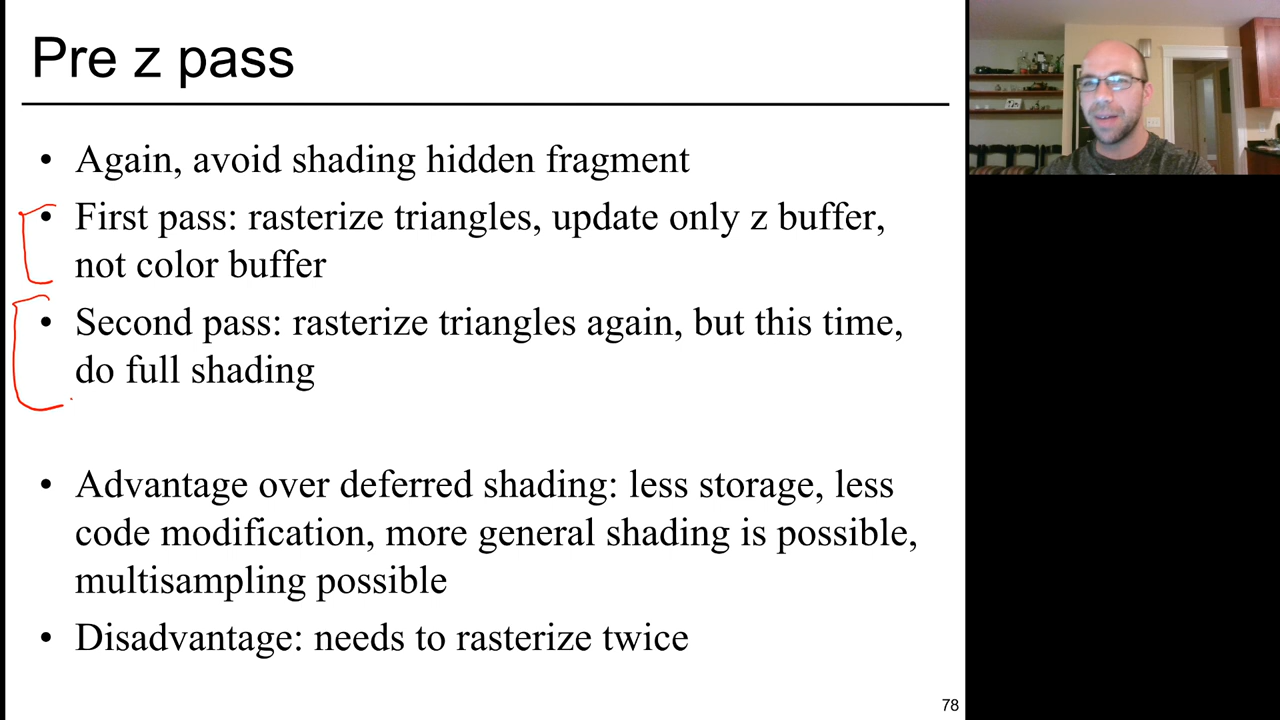 Pre z pass
• Again, avoid shading hidden fragment
• First pass: rasterize triangles, update only z buffer,
not color buffer
• Second pass: rasterize triangles again, but this time,
do full shading
• Advantage over deferred shading: less storage, less
code modification, more general shading is possible,
multisampling possible
• Disadvantage: needs to rasterize twice
78